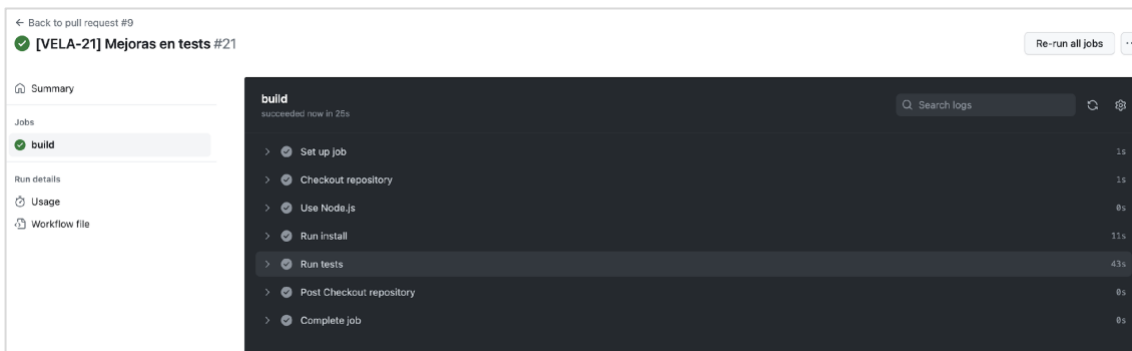 ← Back to pull request #9
[VELA-21] Mejoras en tests #21
Re-run all jobs
Summary
Jobs
build
Run details
Usage
Workflow file
build
succeeded now in 28s
Search logs
Set up job 1s
Checkout repository 1s
Use Node.js 0s
Run install 11s
Run tests 43s
Post Checkout repository 0s
Complete job 0s